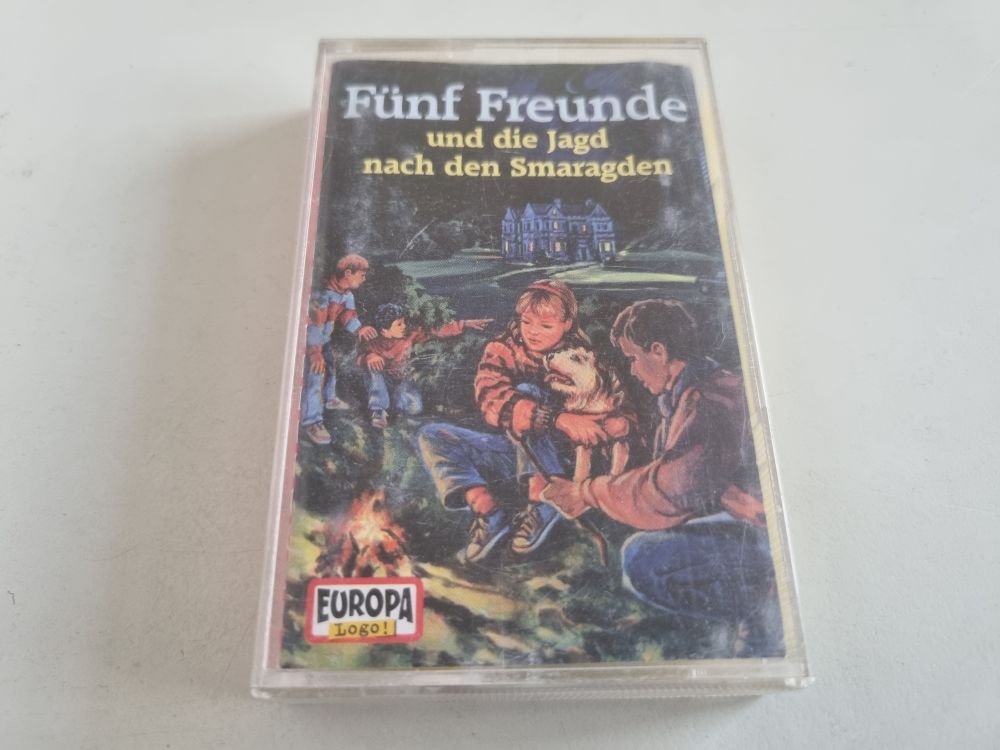 Fünf Freunde
und die Jagd
nach den Smaragden
EUROPA
Logo!